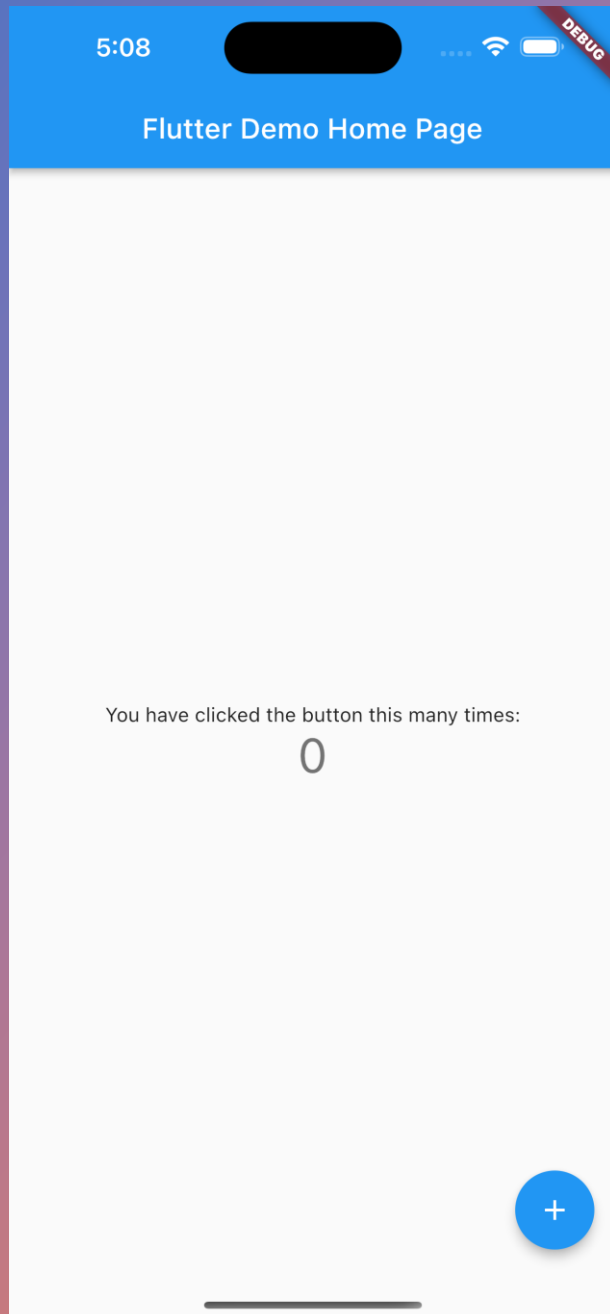 5:08
DEBUG
Flutter Demo Home Page
You have clicked the button this many times:
0
+